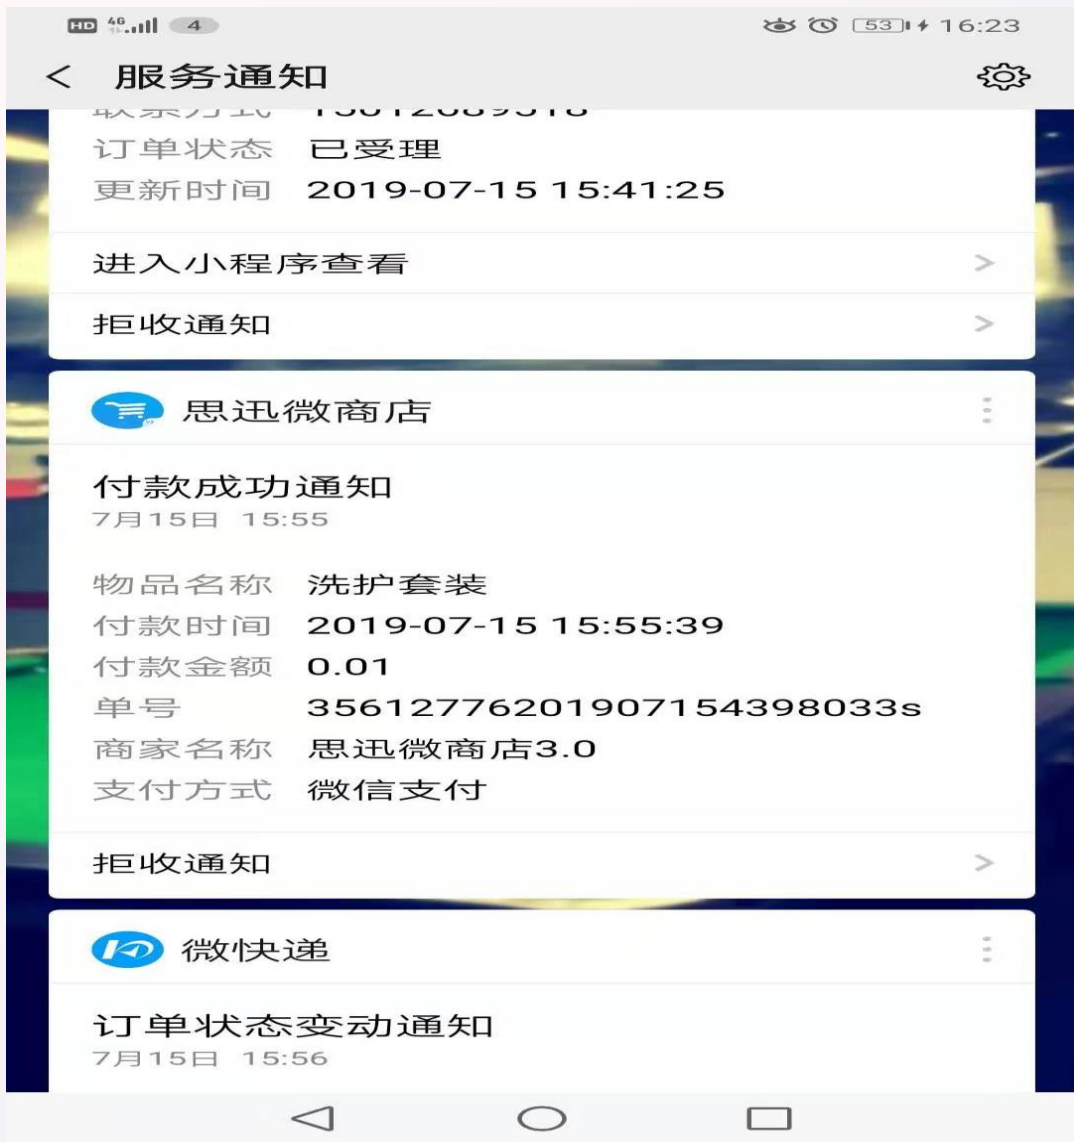 HD 4G 4 53 16:23
服务通知
订单状态 已受理
更新时间 2019-07-15 15:41:25
进入小程序查看
拒收通知
思迅微商店
付款成功通知
7月15日 15:55
物品名称 洗护套装
付款时间 2019-07-15 15:55:39
付款金额 0.01
单号 356127762019071543980​33s
商家名称 思迅微商店3.0
支付方式 微信支付
拒收通知
微快递
订单状态变动通知
7月15日 15:56